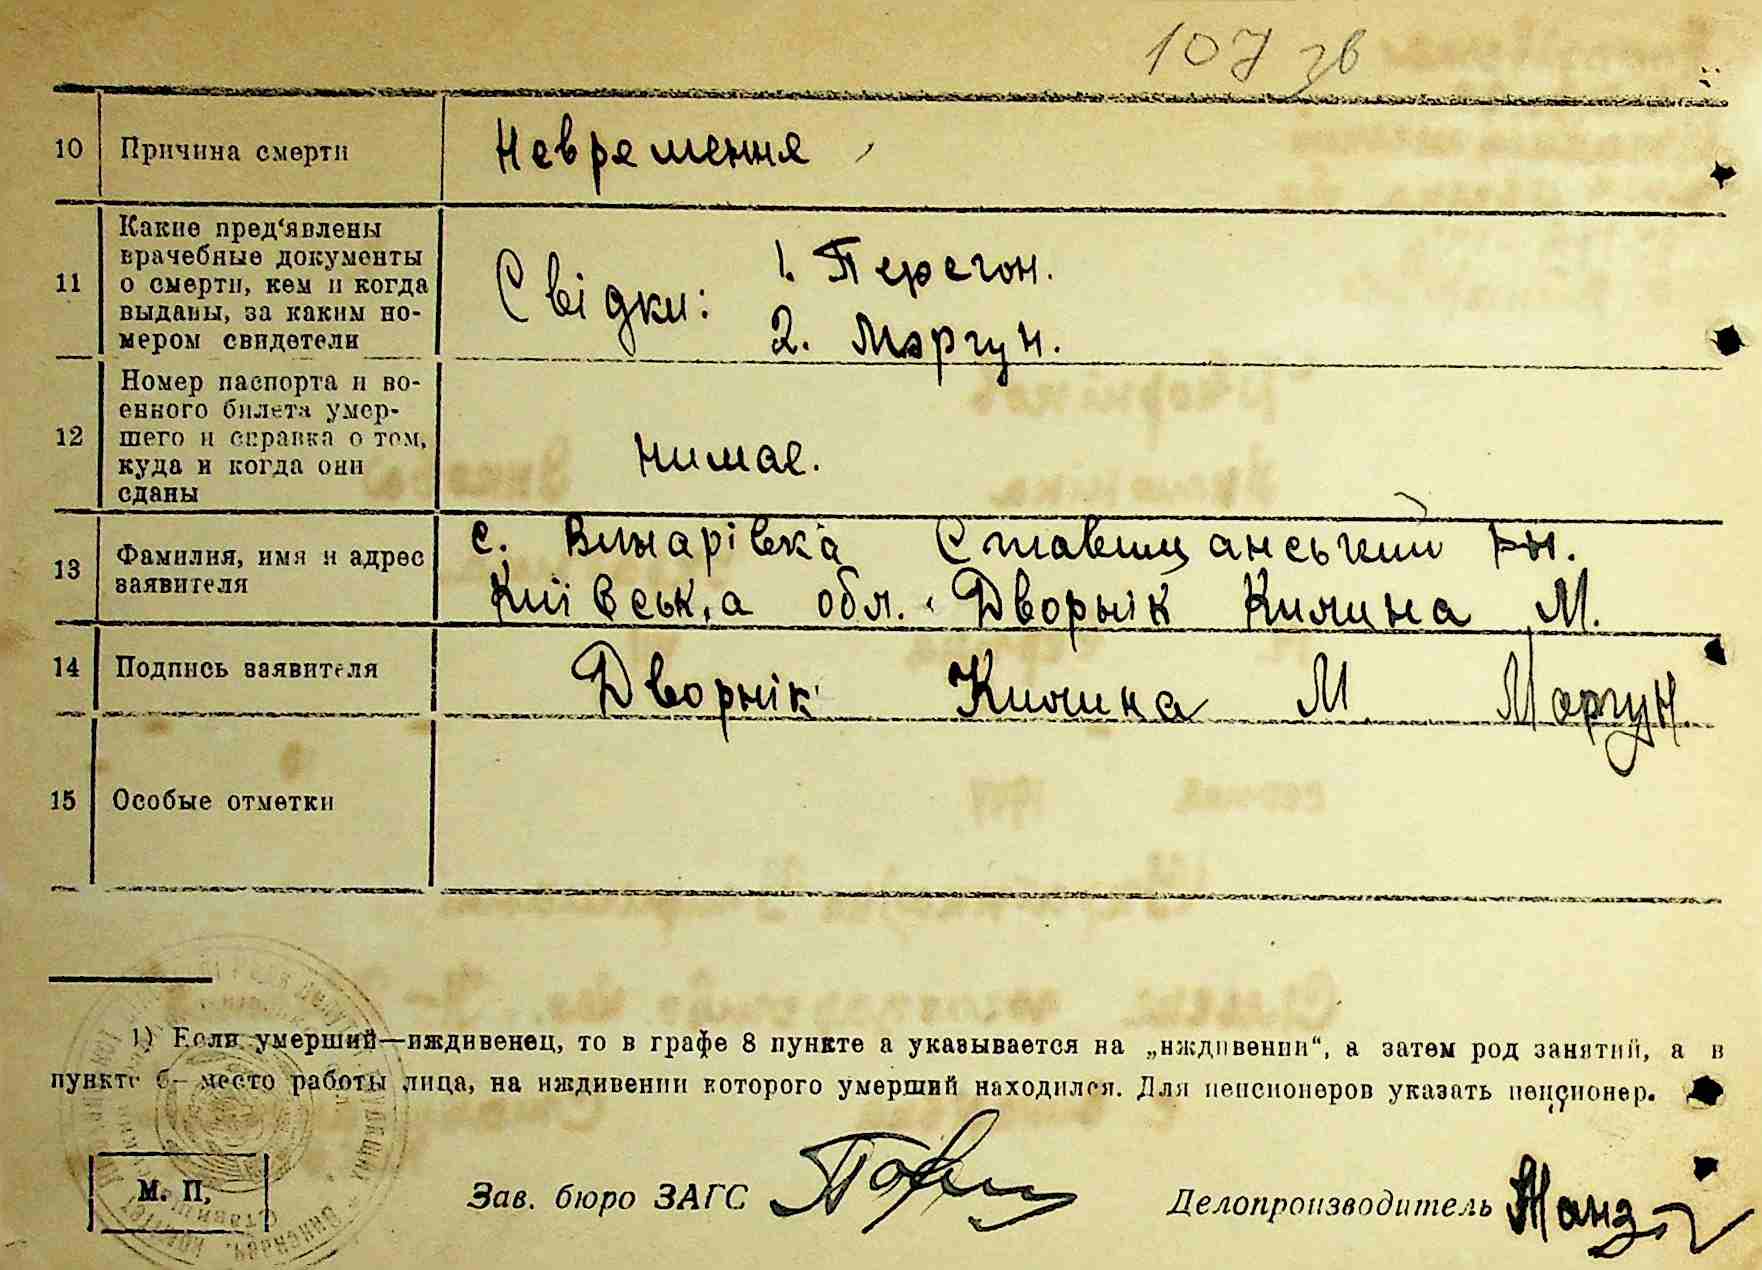 107 зв
10 Причина смерти Невремення
11 Какие пред'явлены врачебные документы о смерти, кем и когда выданы, за каким но-
мером свидетели
Свідки: 1. Перегон.
2. Моргун.
12 Номер паспорта и во-
енного билета умер-
шего и справка о том,
куда и когда они
сданы
нимае.
13 Фамилия, имя и адрес
заявителя
с. Винарівка Ставищанський рн.
Київська обл. Дворнік Килина М.
14 Подпись заявителя Дворнік Килина М Моргун.
15 Особые отметки
1) Если умерший—иждивенец, то в графе 8 пункте а указывается на „иждивении“, а затем род занятий, а в
пункте б— место работы лица, на иждивении которого умерший находился. Для пенсионеров указать пенсионер.
М. П.
Зав. бюро ЗАГС
Делопроизводитель